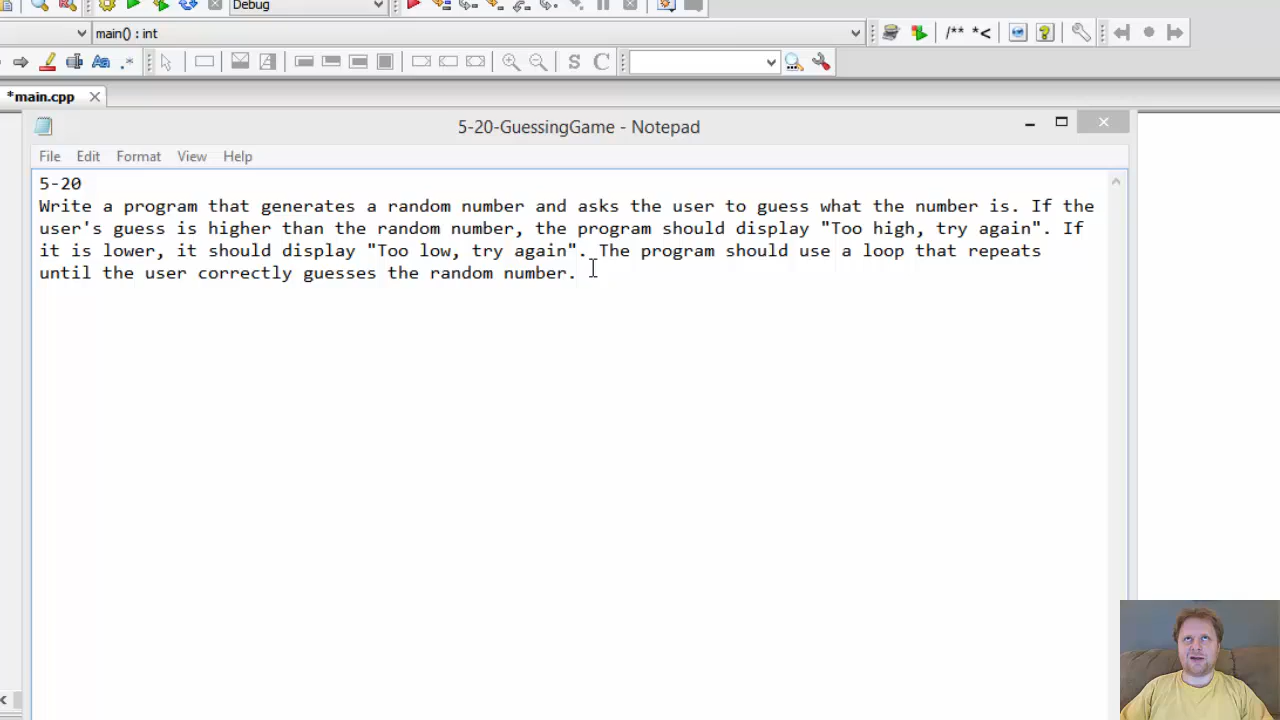 Debug
main() : int
/** *<
S C
*main.cpp
5-20-GuessingGame - Notepad
File Edit Format View Help
5-20
Write a program that generates a random number and asks the user to guess what the number is. If the
user's guess is higher than the random number, the program should display "Too high, try again". If
it is lower, it should display "Too low, try again". The program should use a loop that repeats
until the user correctly guesses the random number.